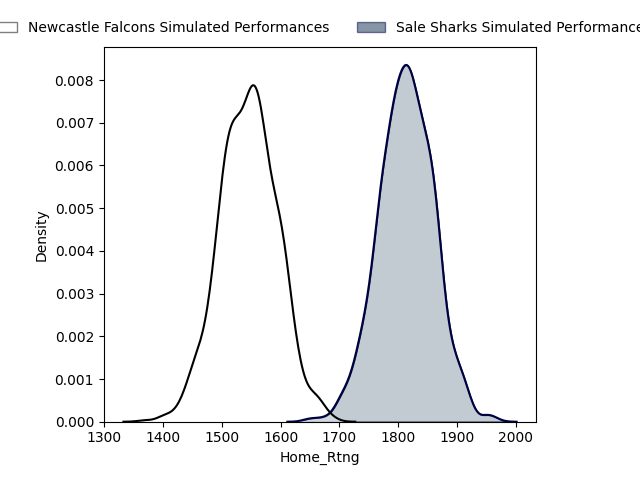 Newcastle Falcons Simulated Performances
Sale Sharks Simulated Performance
0.008
0.007
0.006
0.005
0.004
0.003
0.002
0.001
0.000
Density
1300 1400 1500 1600 1700 1800 1900 2000
Home_Rtng